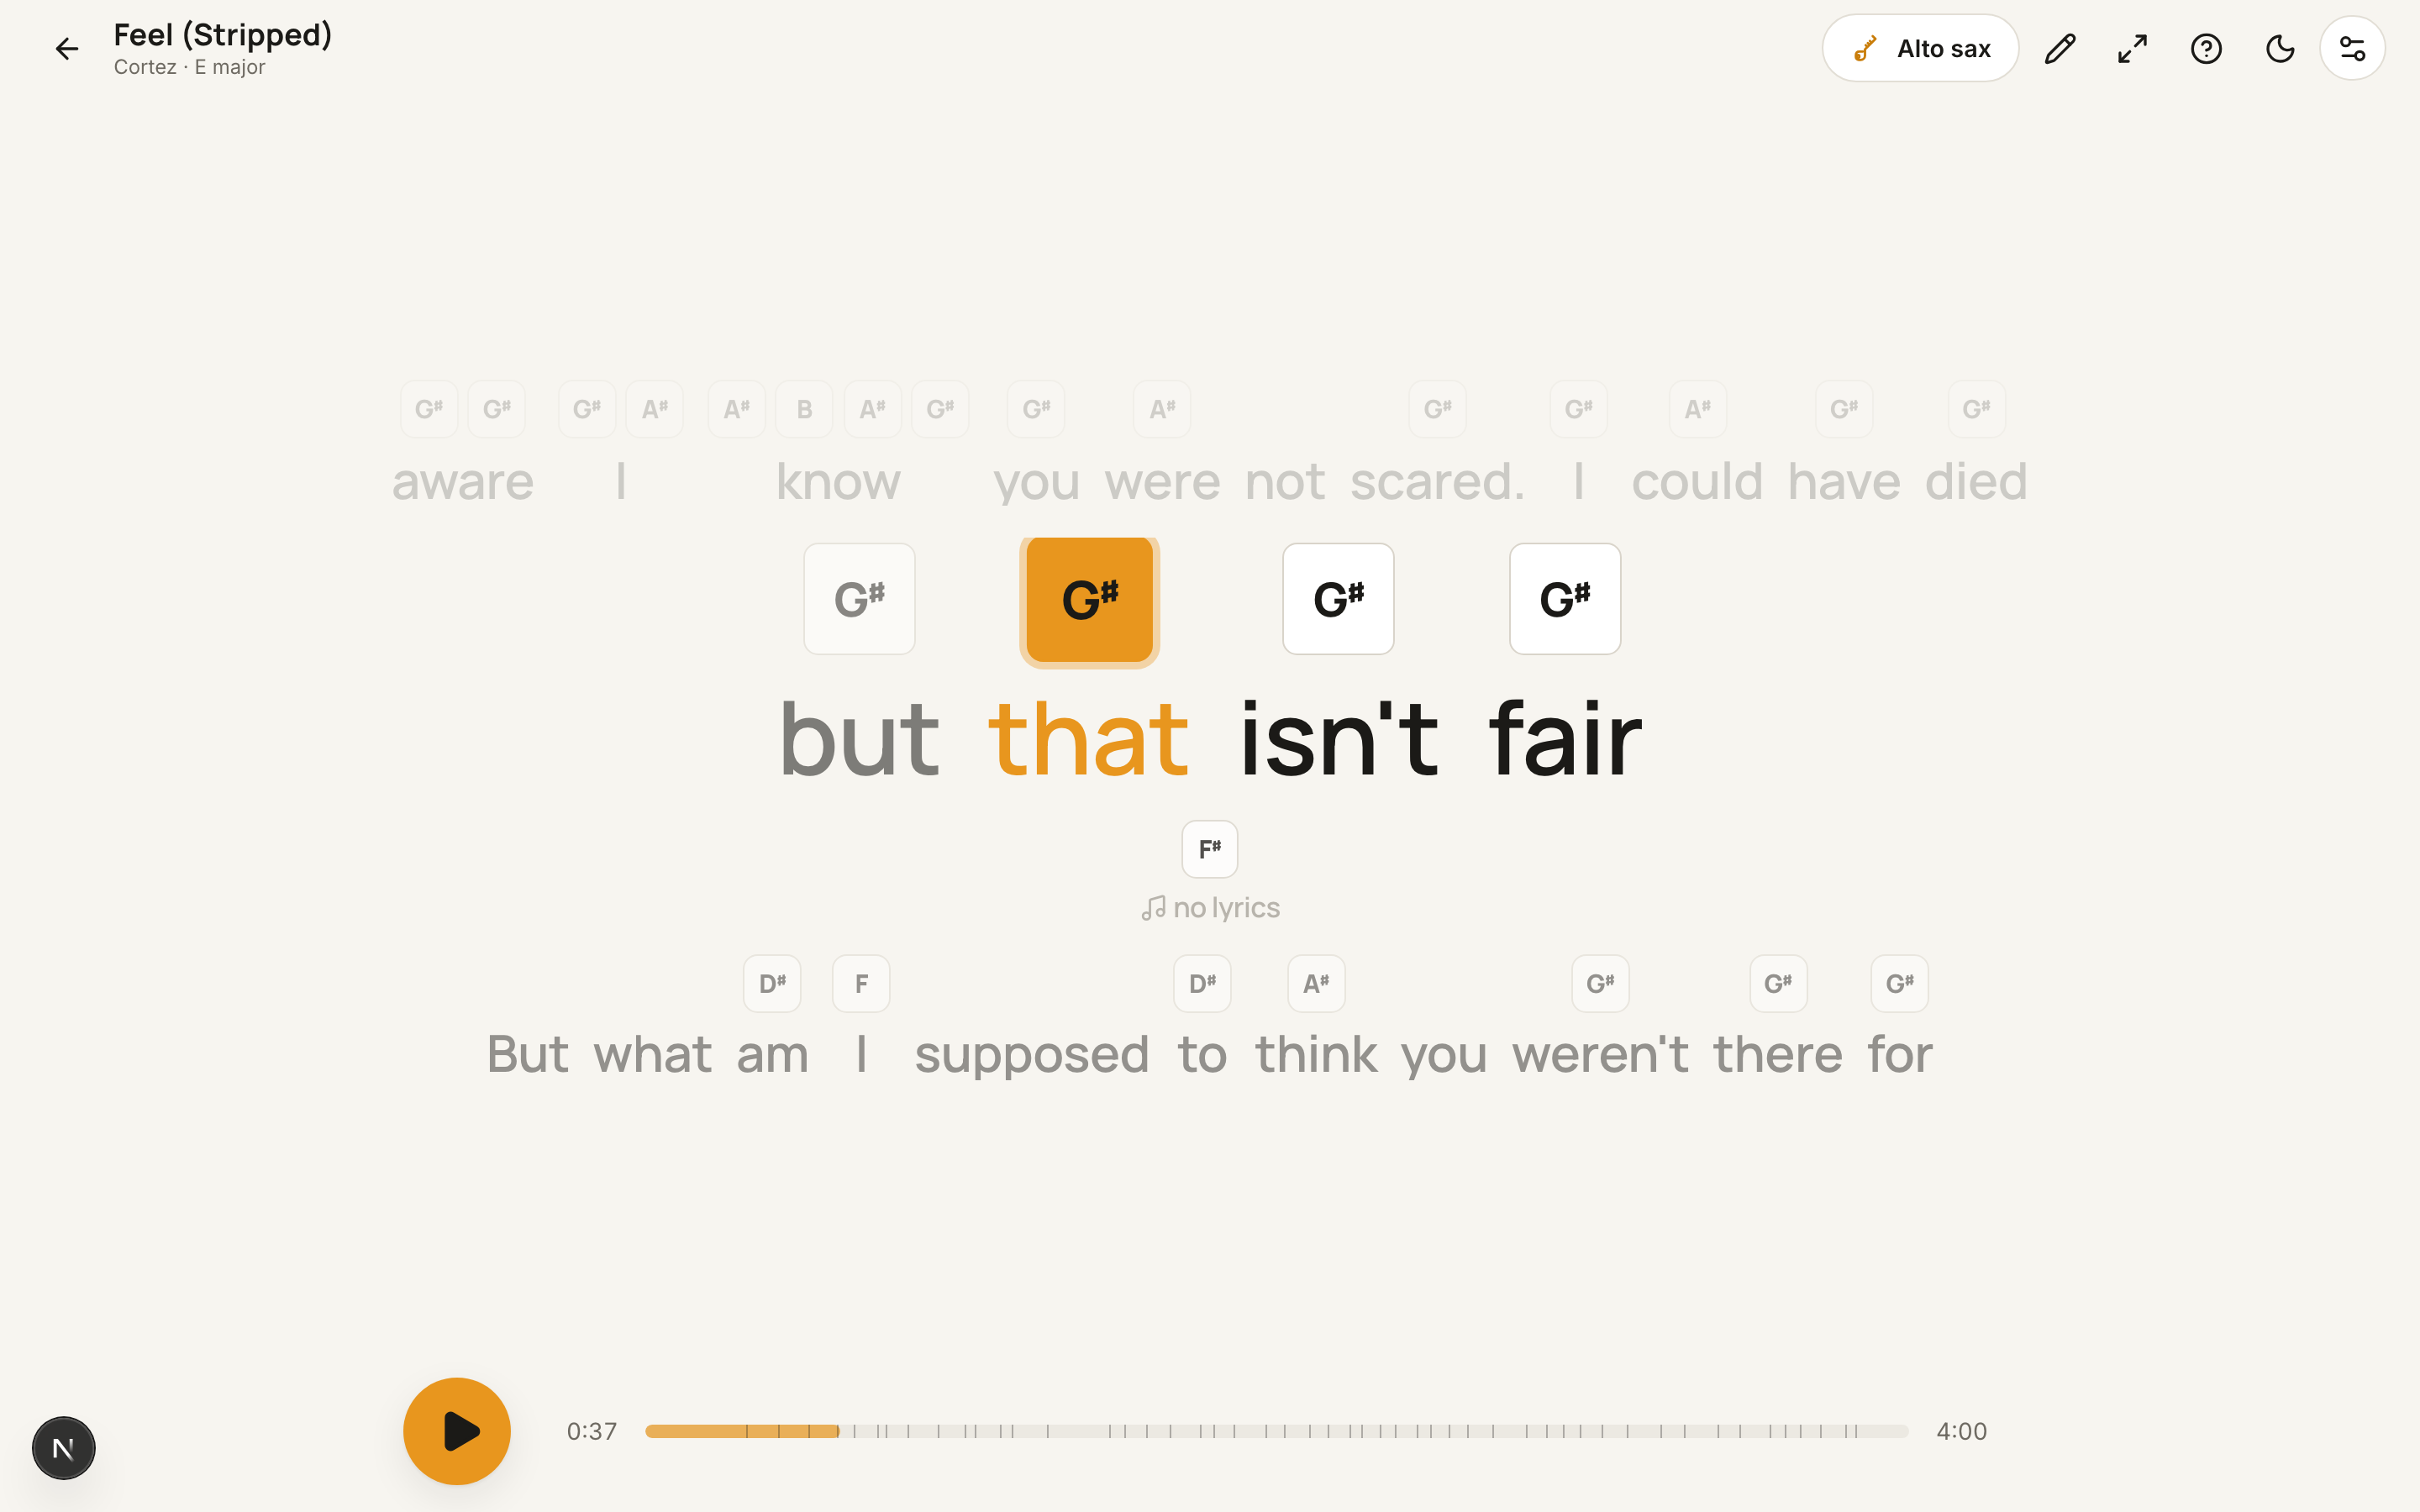 Feel (Stripped)
Cortez · E major
Alto sax
G# G# G# A# A# B A# G# G# A# G# G# A# G# G#
aware I know you were not scared. I could have died
G# G# G# G#
but that isn't fair
F#
no lyrics
D# F D# A# G# G# G#
But what am I supposed to think you weren't there for
0:37
4:00
N